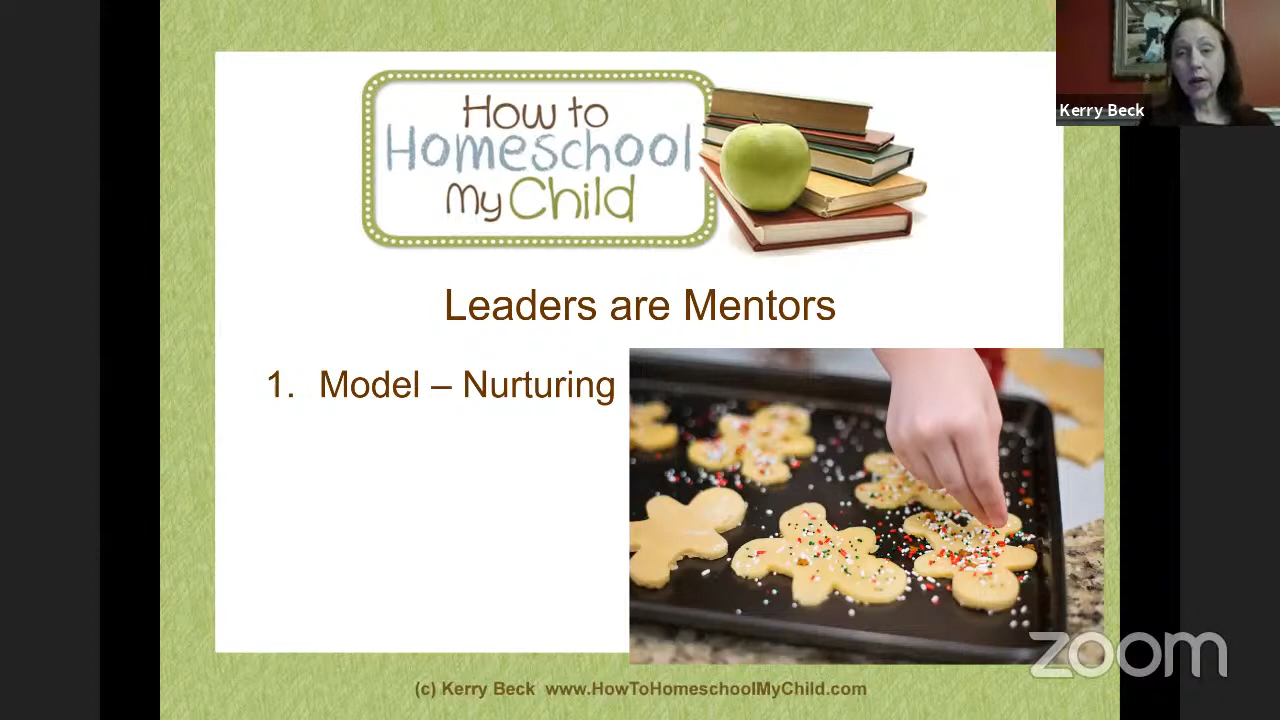 How to
Homeschool
My Child
Kerry Beck
Leaders are Mentors
1. Model – Nurturing
zoom
(c) Kerry Beck www.HowToHomeschoolMyChild.com